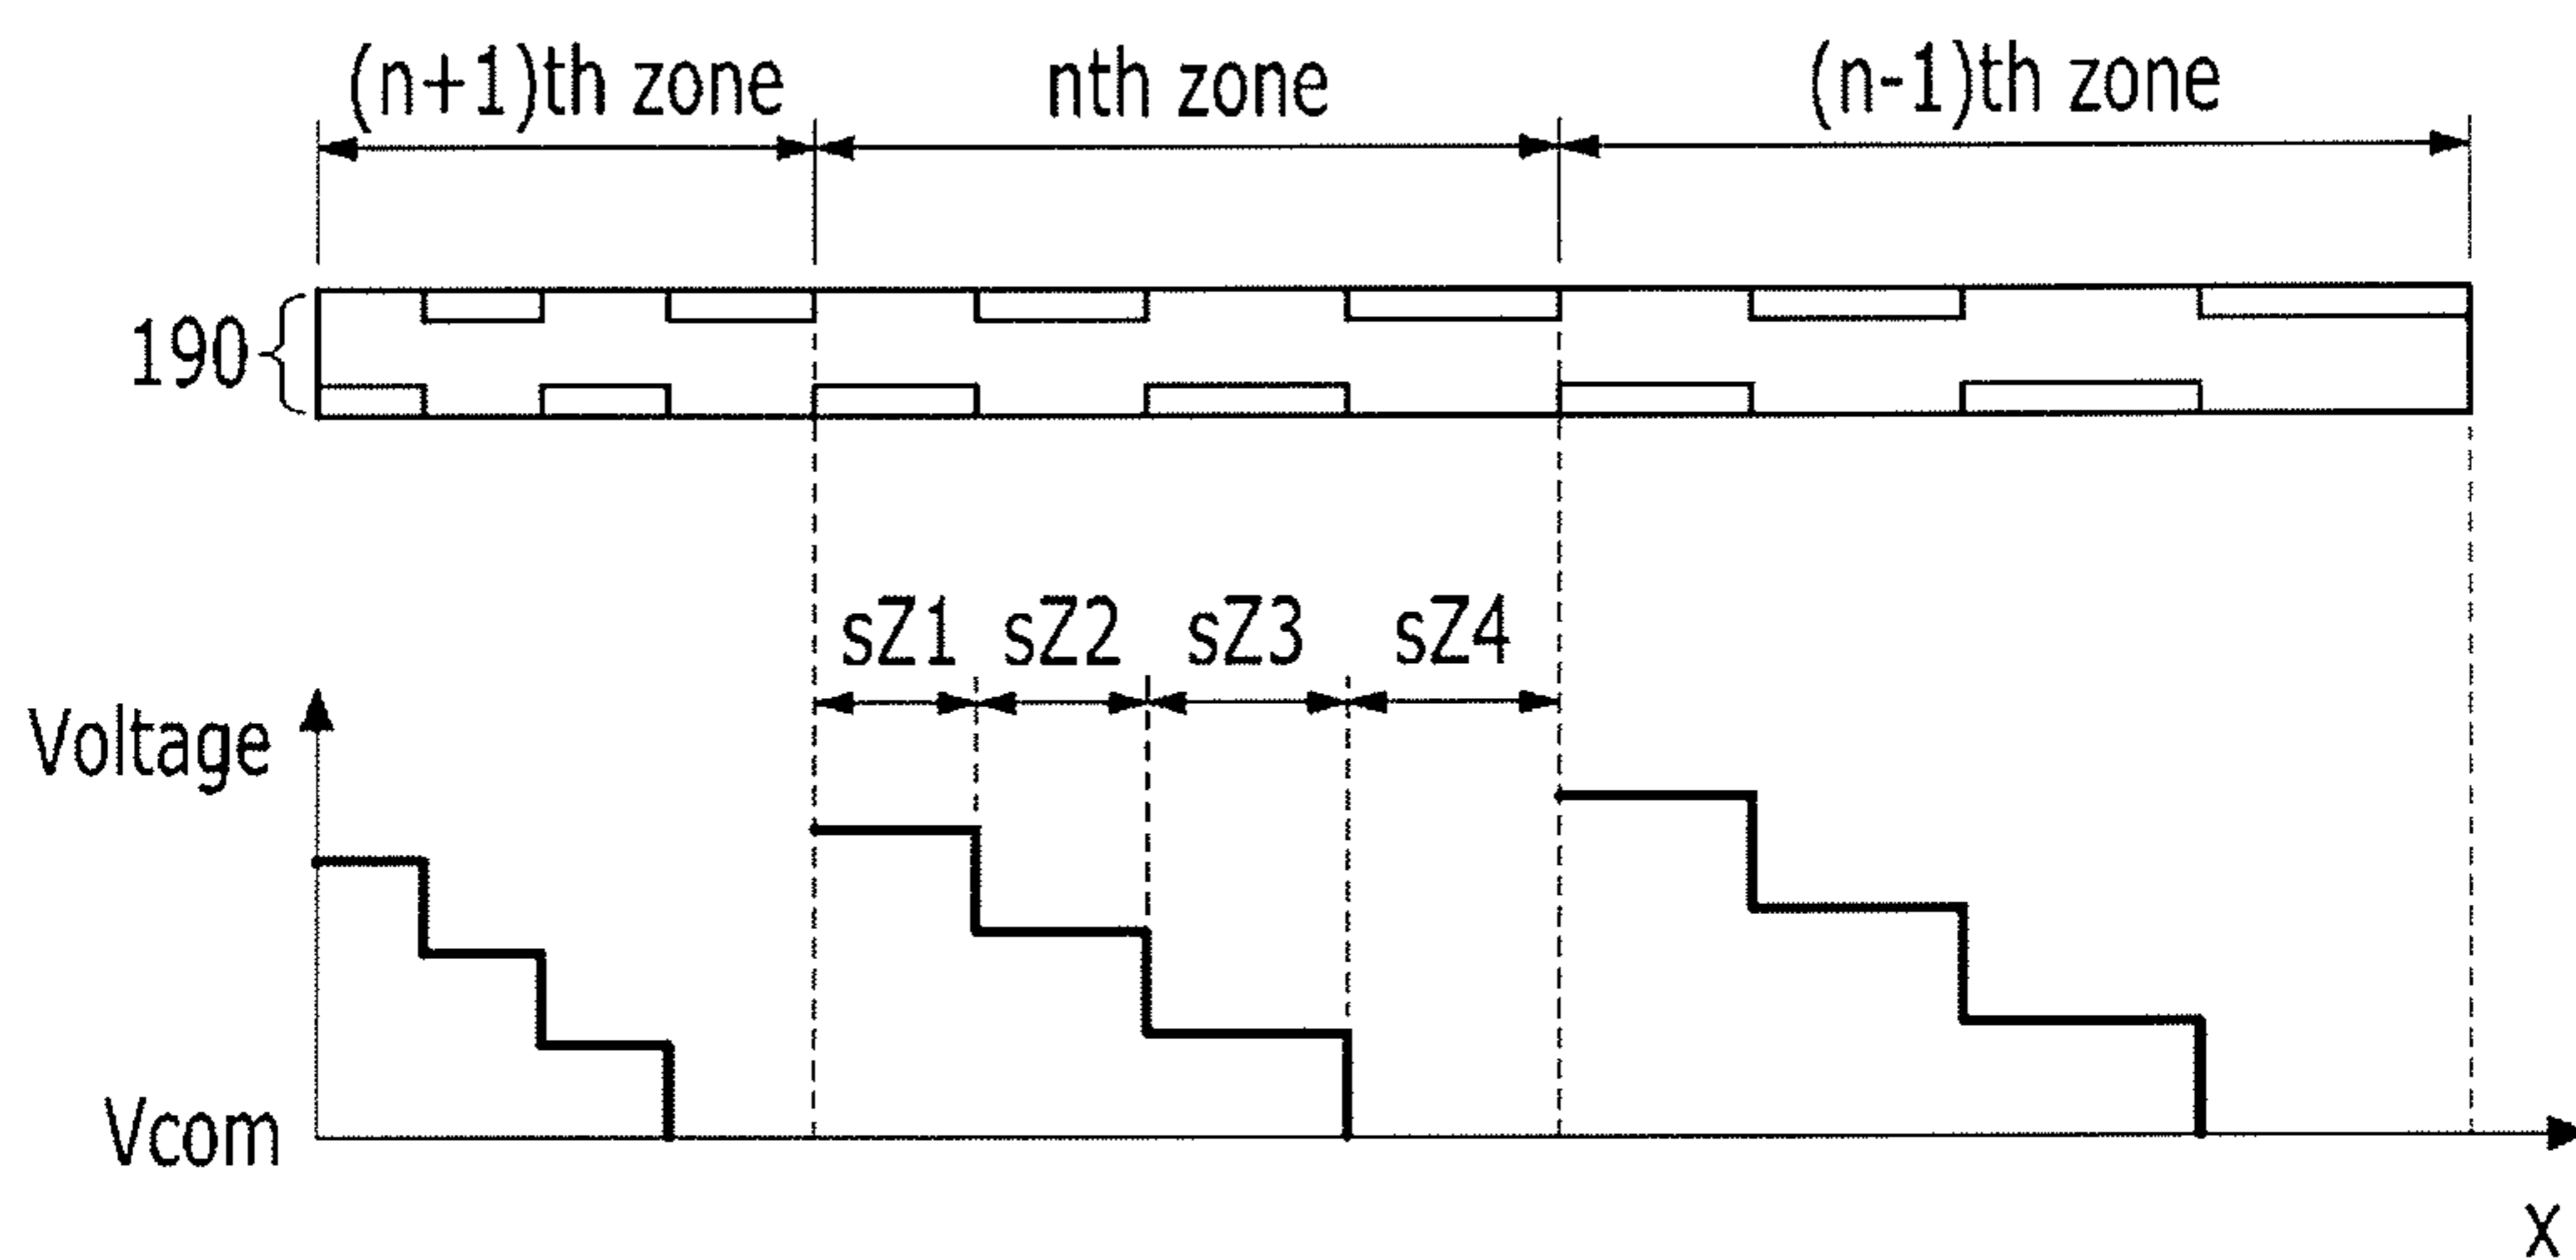 (n+1)th zone nth zone (n-1)th zone
190
sZ1 sZ2 sZ3 sZ4
Voltage
Vcom
X